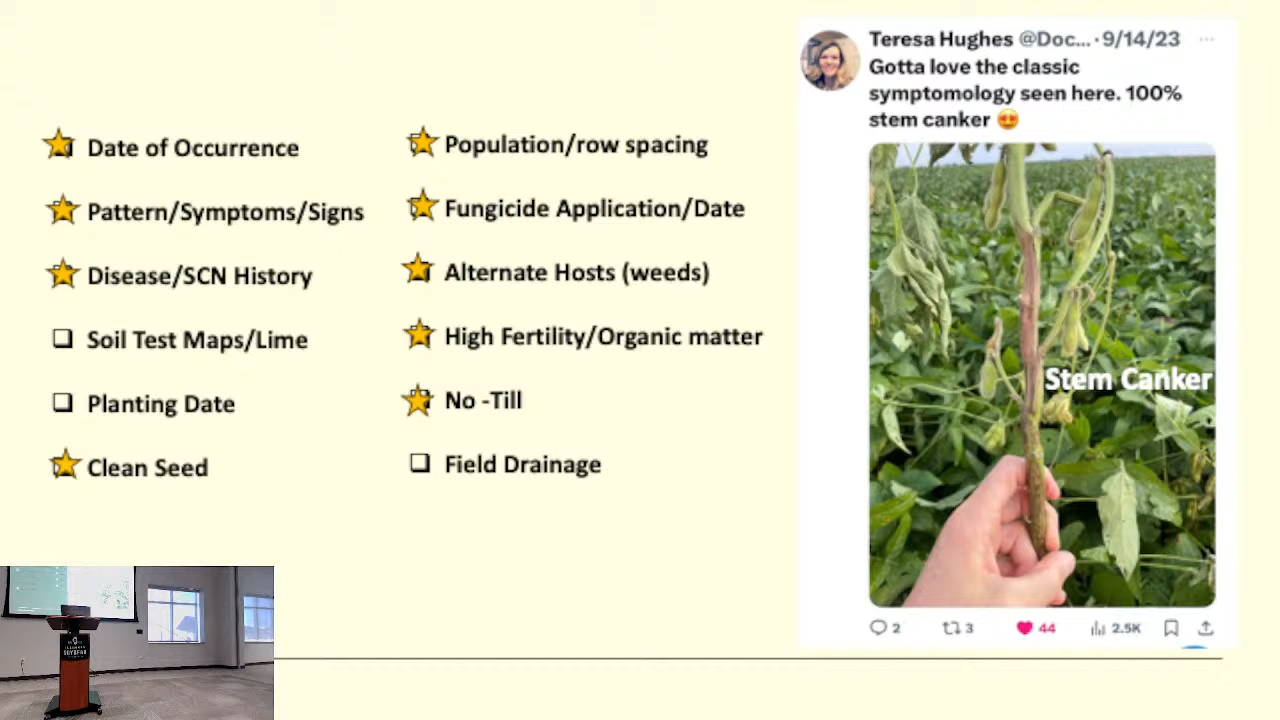 Date of Occurrence
Pattern/Symptoms/Signs
Disease/SCN History
Soil Test Maps/Lime
Planting Date
Clean Seed
Population/row spacing
Fungicide Application/Date
Alternate Hosts (weeds)
High Fertility/Organic matter
No -Till
Field Drainage
Teresa Hughes @Doc... · 9/14/23
Gotta love the classic
symptomology seen here. 100%
stem canker 😍
Stem Canker
2 3 44 2.5K